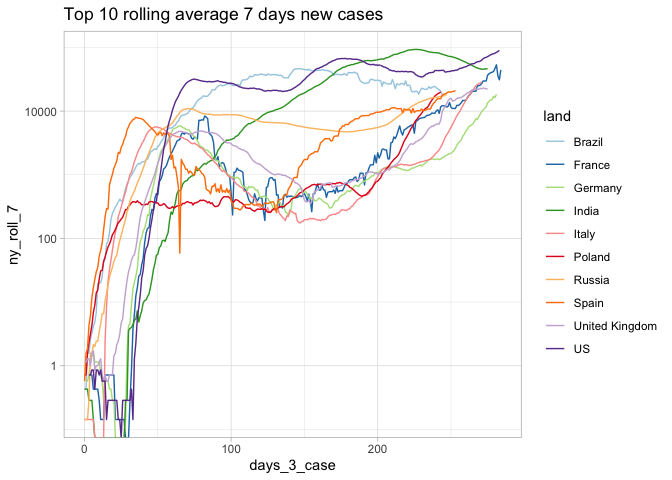 Top 10 rolling average 7 days new cases
ny_roll_7
10000
100
1
0
100
200
days_3_case
land
Brazil
France
Germany
India
Italy
Poland
Russia
Spain
United Kingdom
US